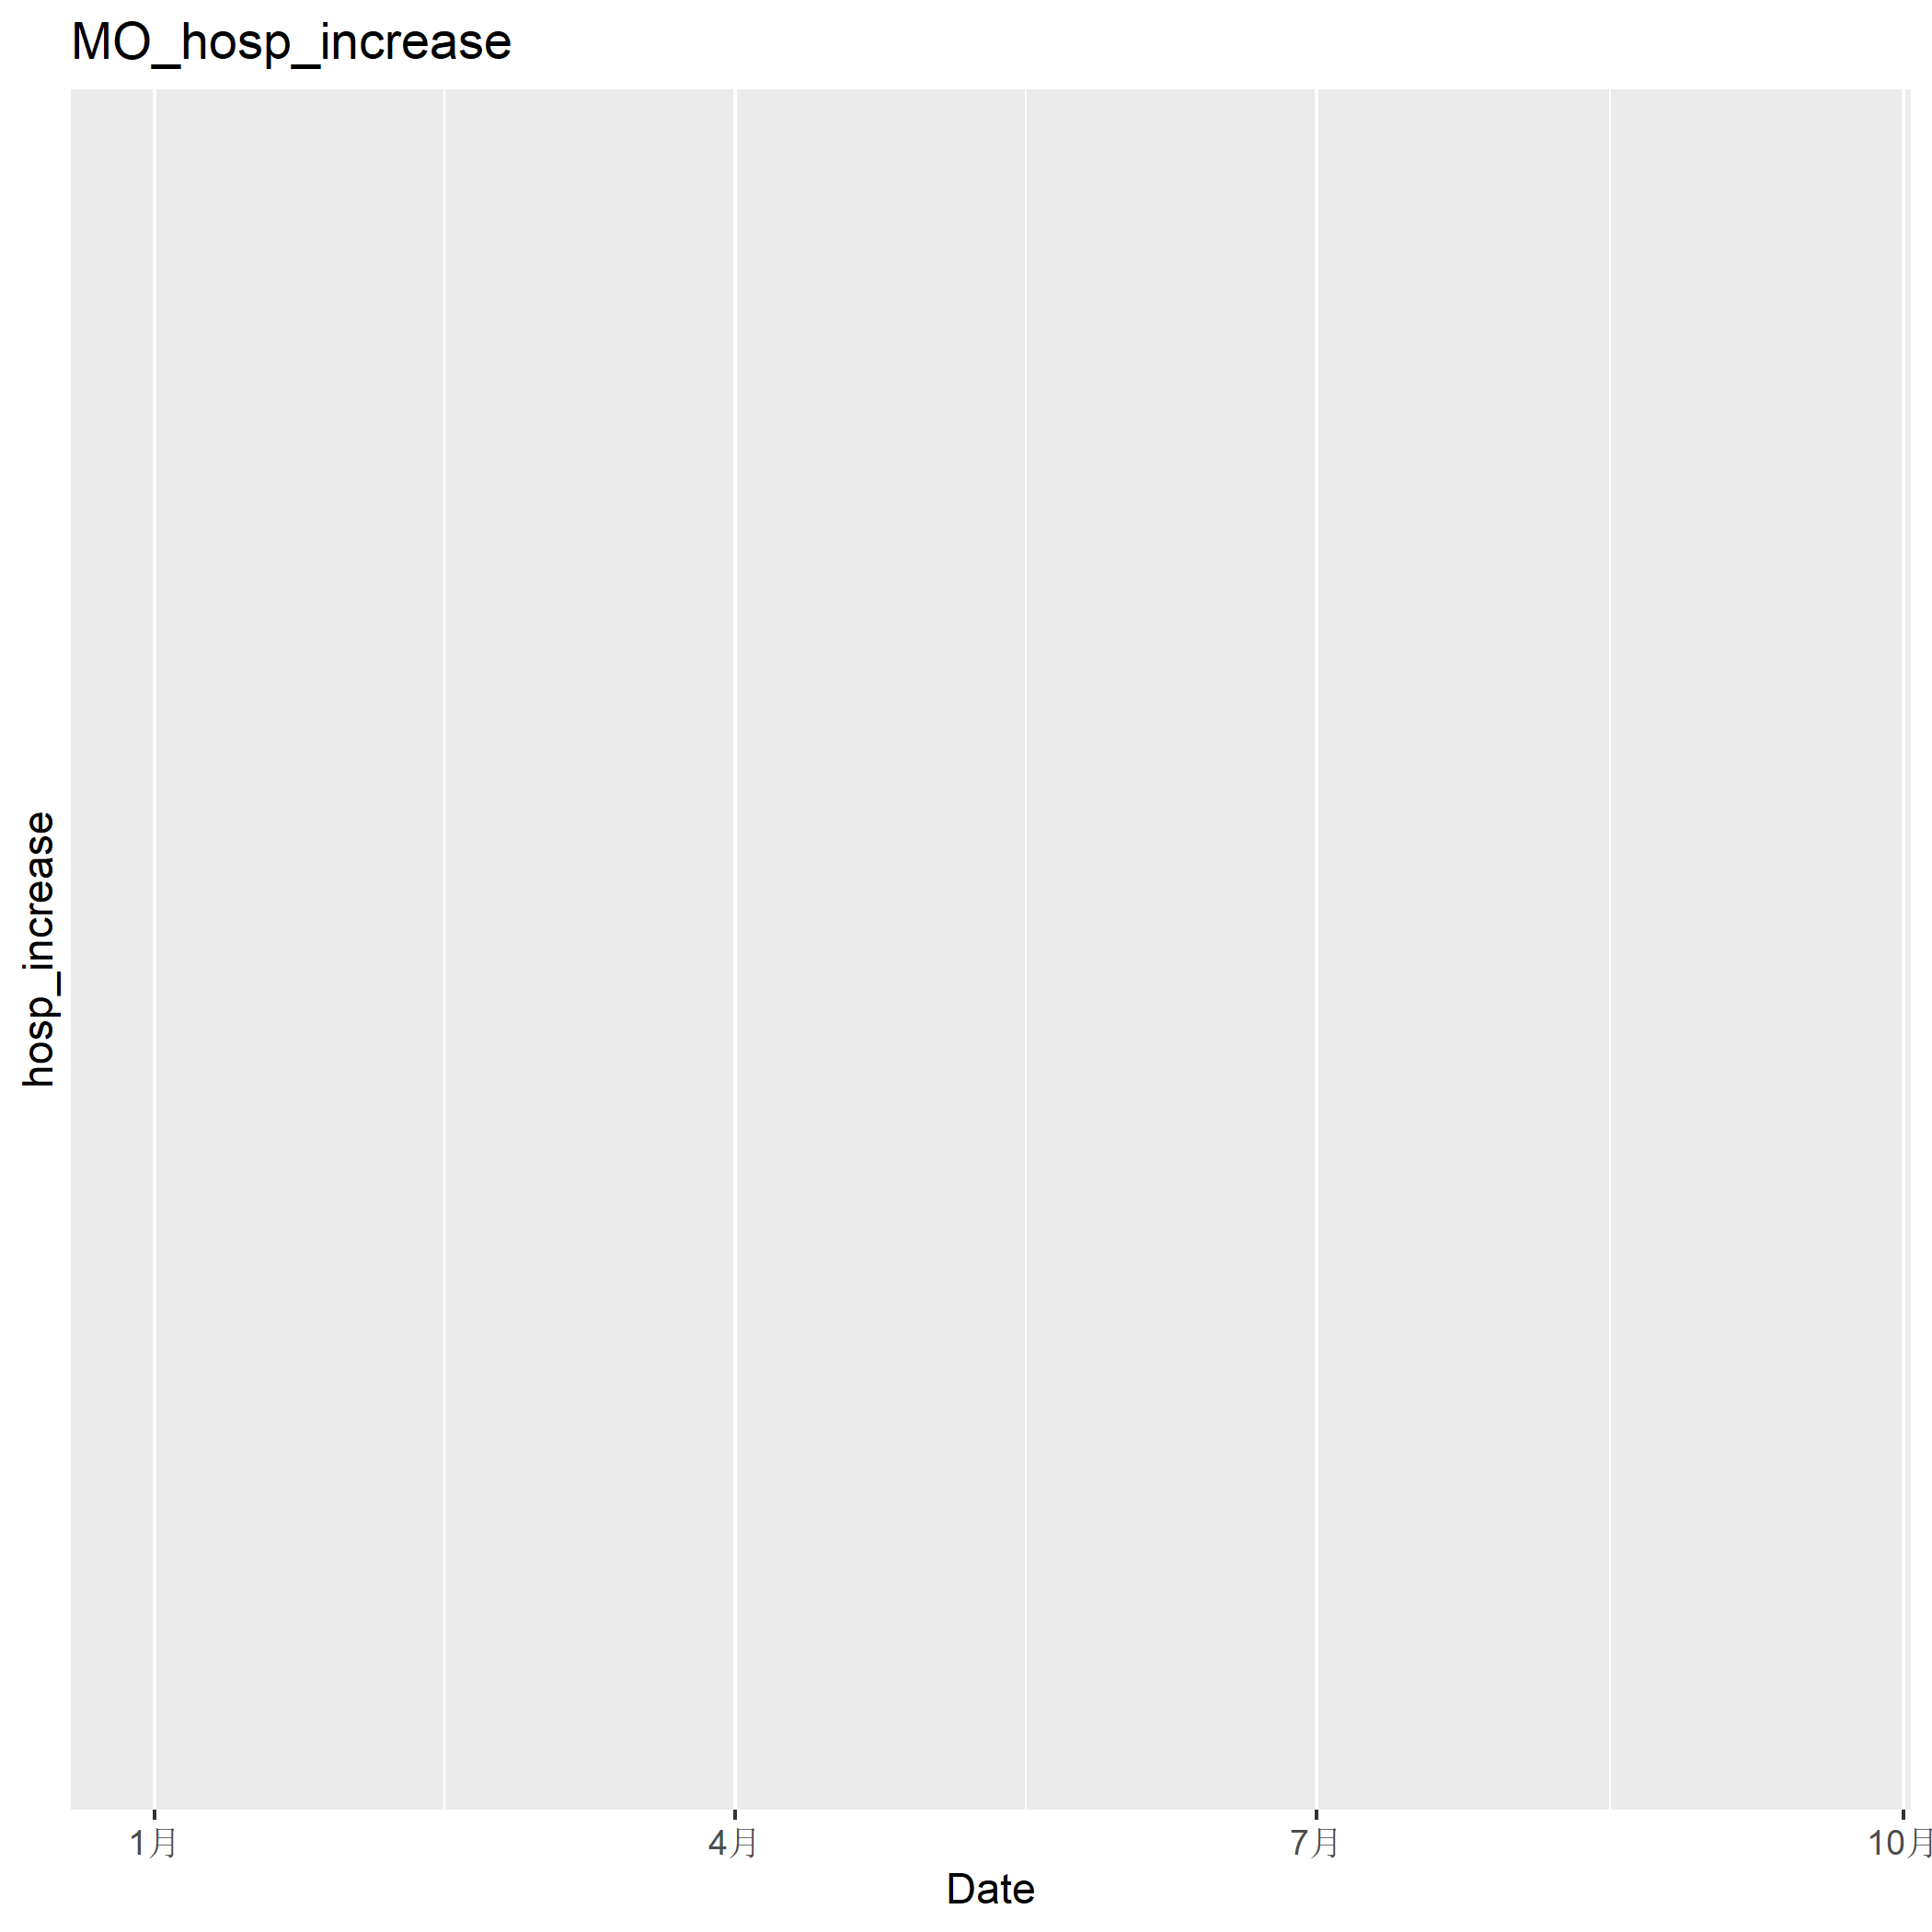 MO_hosp_increase
hosp_increase
1月
4月
7月
10月
Date